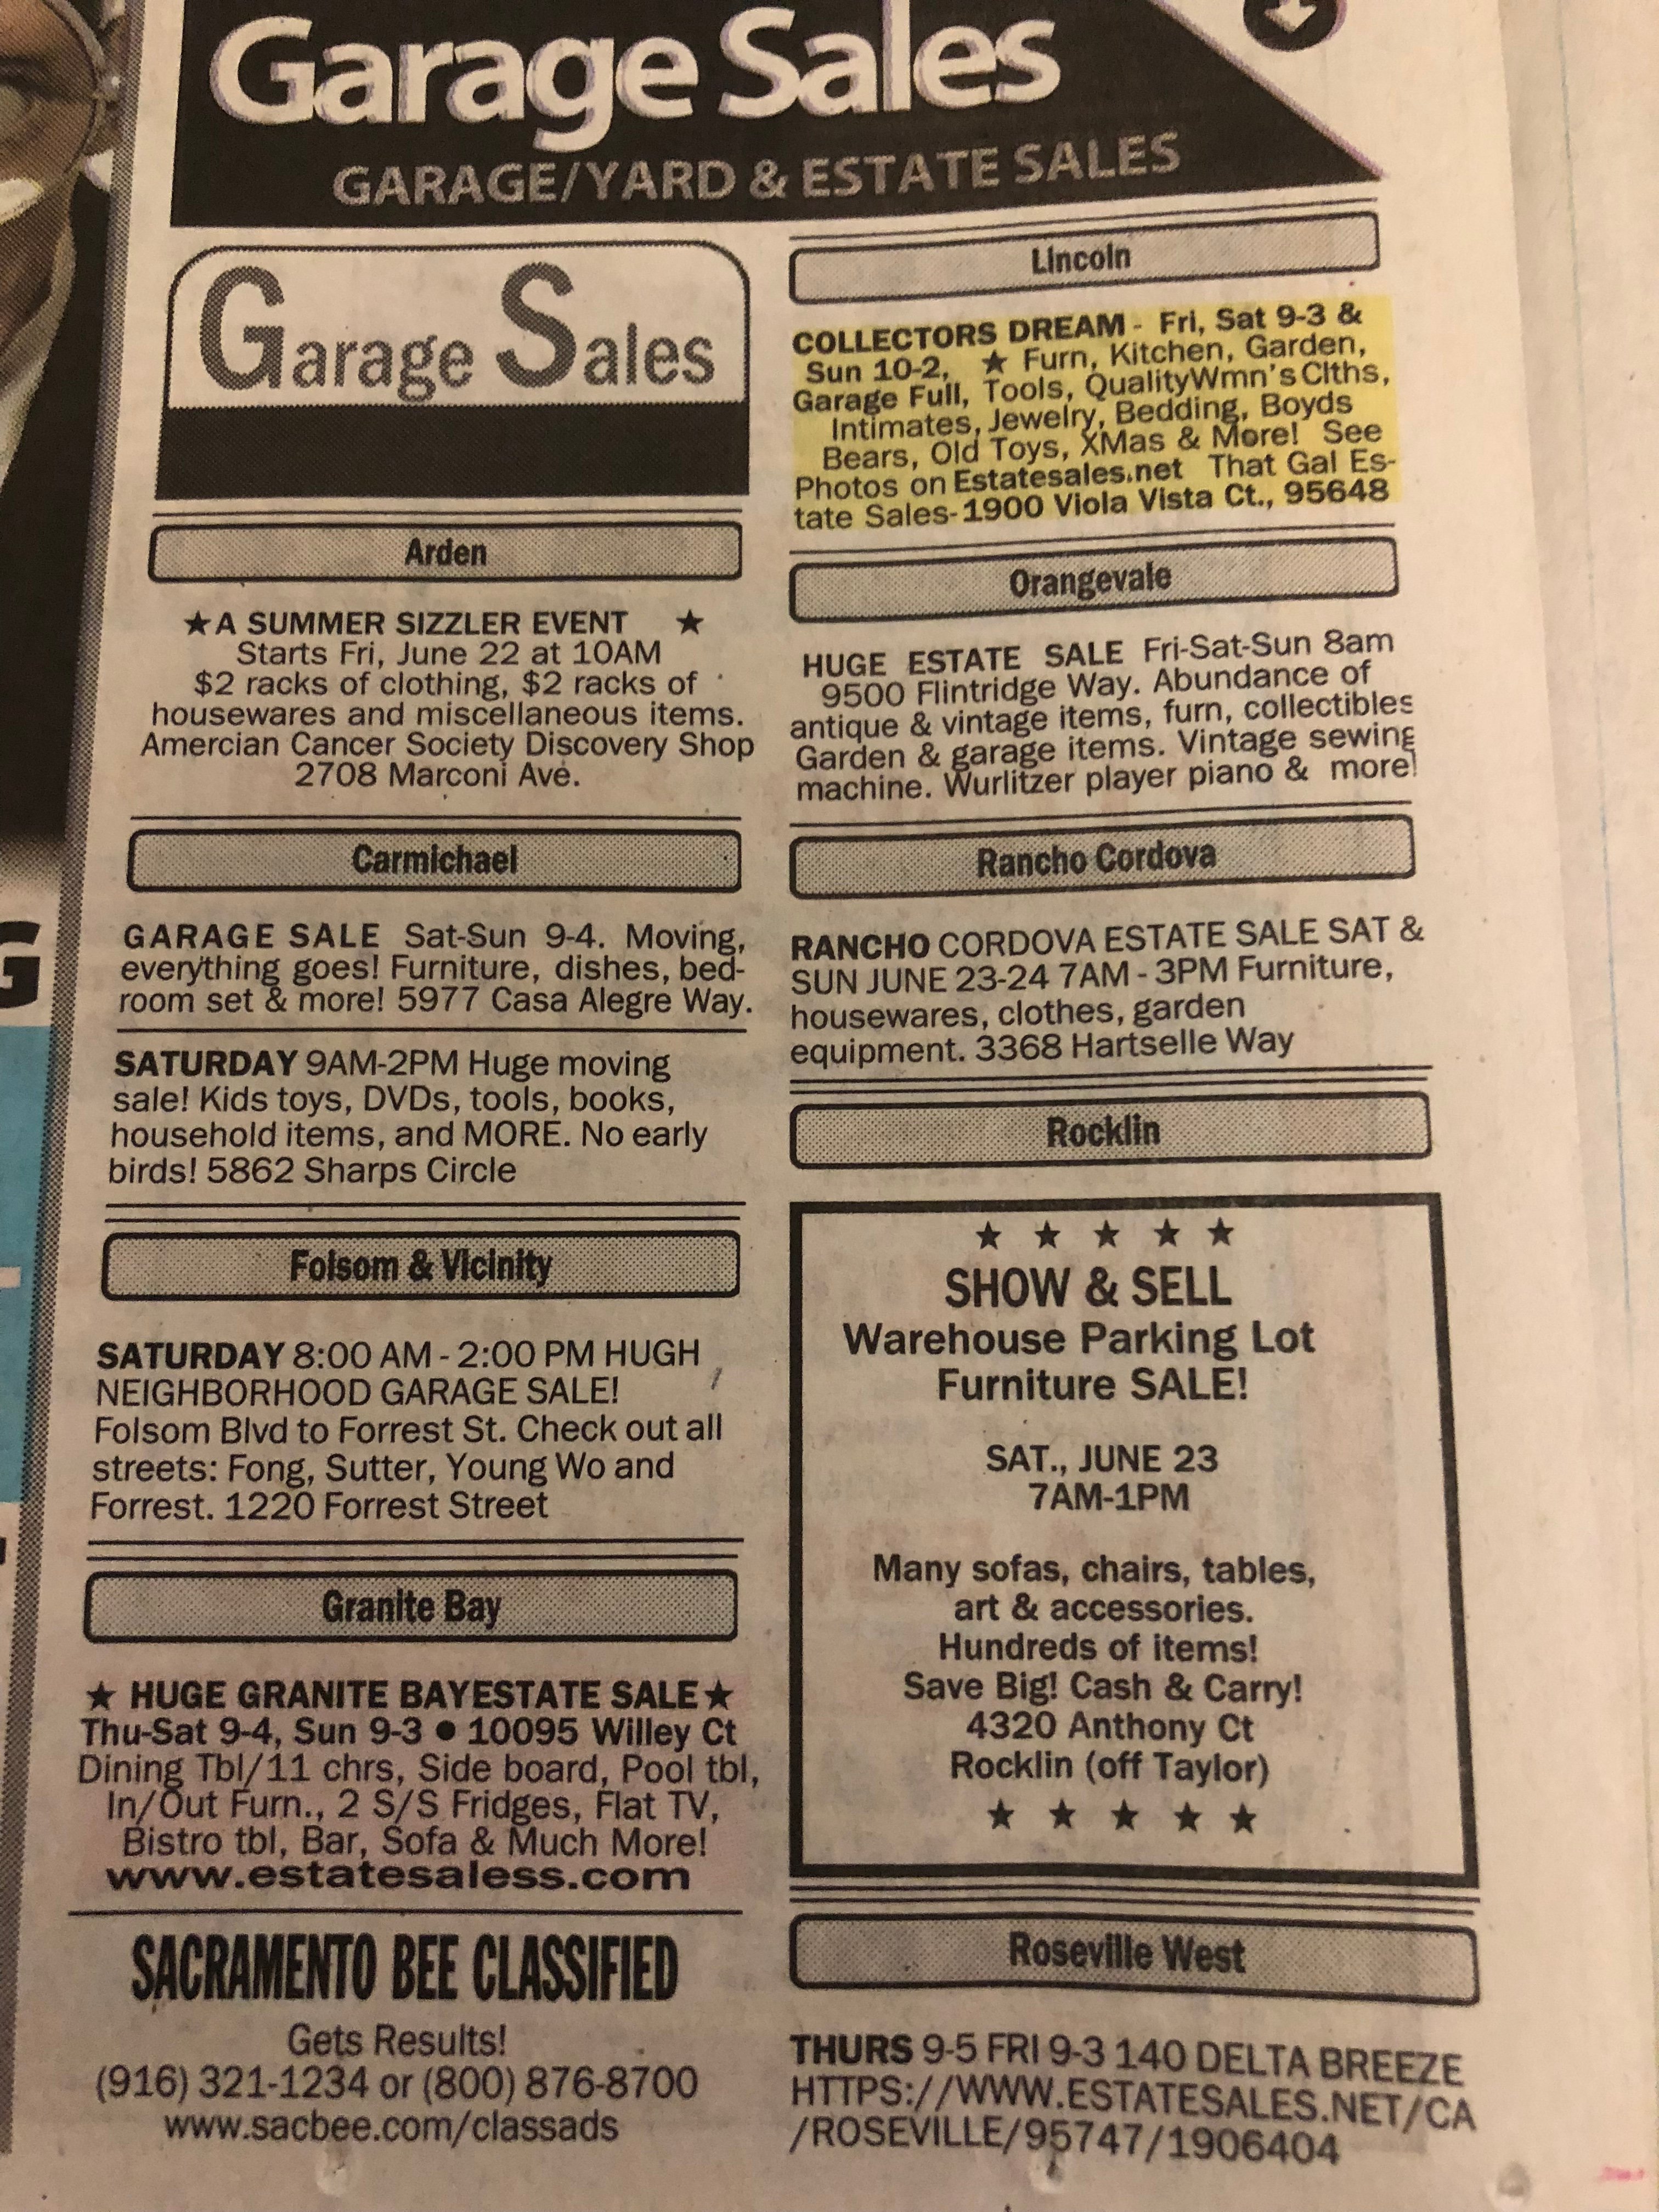 Garage Sales
GARAGE/YARD & ESTATE SALES
Garage Sales
Arden
★A SUMMER SIZZLER EVENT ★
Starts Fri, June 22 at 10AM
$2 racks of clothing, $2 racks of
housewares and miscellaneous items.
Amercian Cancer Society Discovery Shop
2708 Marconi Ave.
Carmichael
GARAGE SALE Sat-Sun 9-4. Moving,
everything goes! Furniture, dishes, bed-
room set & more! 5977 Casa Alegre Way.
SATURDAY 9AM-2PM Huge moving
sale! Kids toys, DVDs, tools, books,
household items, and MORE. No early
birds! 5862 Sharps Circle
Folsom & Vicinity
SATURDAY 8:00 AM - 2:00 PM HUGH
NEIGHBORHOOD GARAGE SALE!
Folsom Blvd to Forrest St. Check out all
streets: Fong, Sutter, Young Wo and
Forrest. 1220 Forrest Street
Granite Bay
★ HUGE GRANITE BAYESTATE SALE★
Thu-Sat 9-4, Sun 9-3 ● 10095 Willey Ct
Dining Tbl/11 chrs, Side board, Pool tbl,
In/Out Furn., 2 S/S Fridges, Flat TV,
Bistro tbl, Bar, Sofa & Much More!
www.estatesaless.com
SACRAMENTO BEE CLASSIFIED
Gets Results!
(916) 321-1234 or (800) 876-8700
www.sacbee.com/classads
Lincoln
COLLECTORS DREAM - Fri, Sat 9-3 &
Sun 10-2, ★ Furn, Kitchen, Garden,
Garage Full, Tools, QualityWmn's Clths,
Intimates, Jewelry, Bedding, Boyds
Bears, Old Toys, XMas & More! See
Photos on Estatesales.net That Gal Es-
tate Sales-1900 Viola Vista Ct., 95648
Orangevale
HUGE ESTATE SALE Fri-Sat-Sun 8am
9500 Flintridge Way. Abundance of
antique & vintage items, furn, collectibles
Garden & garage items. Vintage sewing
machine. Wurlitzer player piano & more!
Rancho Cordova
RANCHO CORDOVA ESTATE SALE SAT &
SUN JUNE 23-24 7AM - 3PM Furniture,
housewares, clothes, garden
equipment. 3368 Hartselle Way
Rocklin
★ ★ ★ ★ ★
SHOW & SELL
Warehouse Parking Lot
Furniture SALE!
SAT., JUNE 23
7AM-1PM
Many sofas, chairs, tables,
art & accessories.
Hundreds of items!
Save Big! Cash & Carry!
4320 Anthony Ct
Rocklin (off Taylor)
★ ★ ★ ★ ★
Roseville West
THURS 9-5 FRI 9-3 140 DELTA BREEZE
HTTPS://WWW.ESTATESALES.NET/CA
/ROSEVILLE/95747/1906404